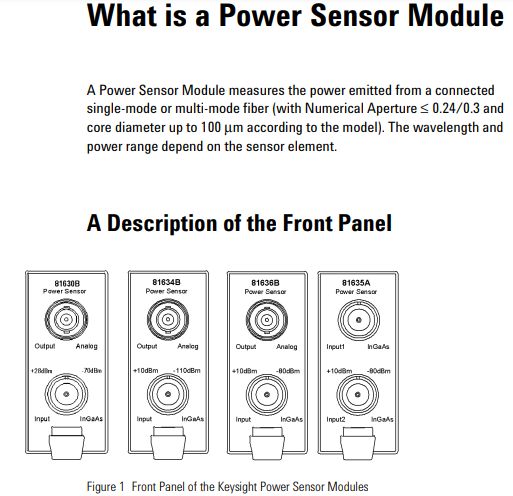 What is a Power Sensor Module
A Power Sensor Module measures the power emitted from a connected
single-mode or multi-mode fiber (with Numerical Aperture ≤ 0.24/0.3 and
core diameter up to 100 μm according to the model). The wavelength and
power range depend on the sensor element.
A Description of the Front Panel
81630B
Power Sensor
Output Analog
+28dBm -70dBm
Input InGaAs
81634B
Power Sensor
Output Analog
+10dBm -110dBm
Input InGaAs
81636B
Power Sensor
Output Analog
+10dBm -80dBm
Input InGaAs
81635A
Power Sensor
Input1 InGaAs
+10dBm -80dBm
Input2 InGaAs
Figure 1 Front Panel of the Keysight Power Sensor Modules